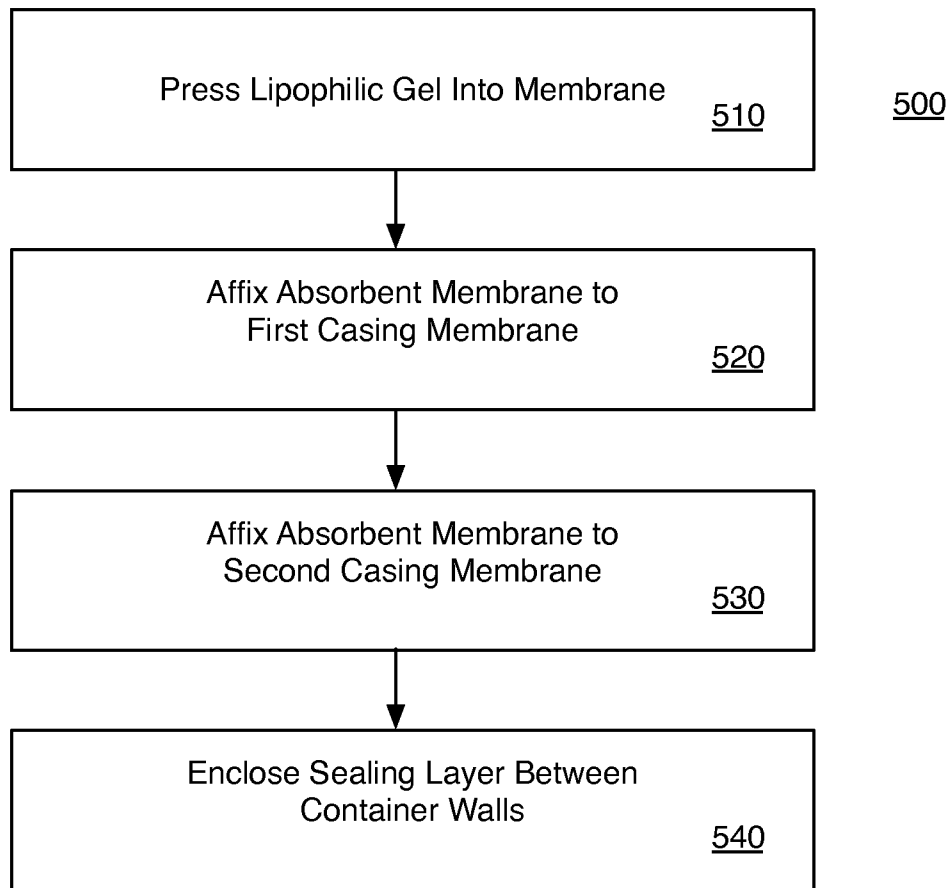 Press Lipophilic Gel Into Membrane
510
500
Affix Absorbent Membrane to
First Casing Membrane
520
Affix Absorbent Membrane to
Second Casing Membrane
530
Enclose Sealing Layer Between
Container Walls
540